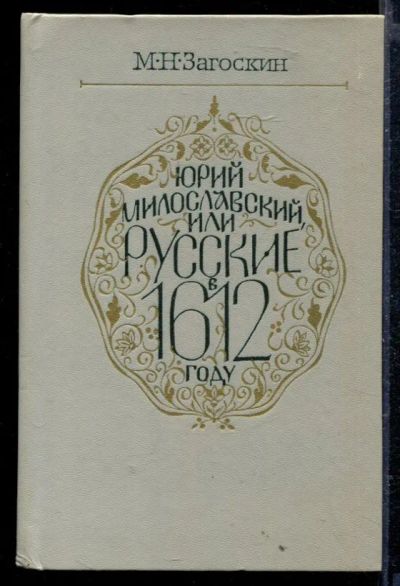 М·Н·Загоскин
ЮРИЙ
МИЛОСЛАВСКИЙ,
ИЛИ
РУССКИЕ
в
1612
году